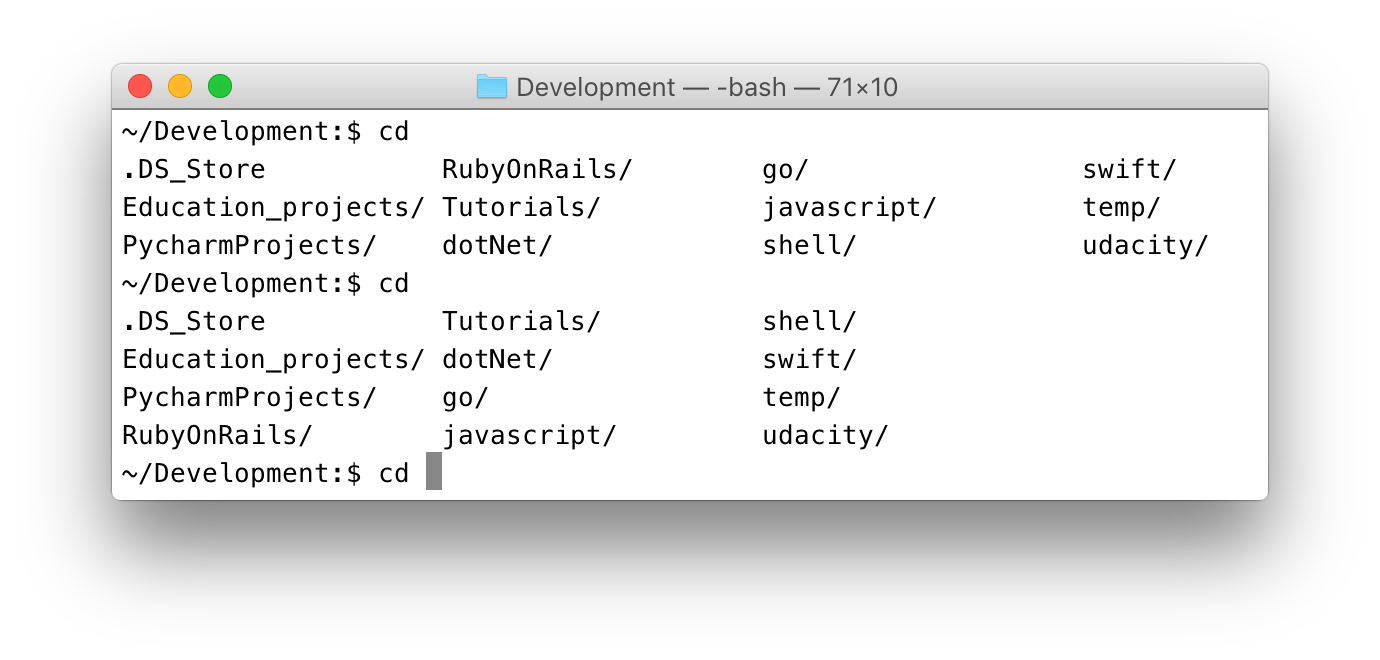 Development — -bash — 71×10
~/Development:$ cd
.DS_Store RubyOnRails/ go/ swift/
Education_projects/ Tutorials/ javascript/ temp/
PycharmProjects/ dotNet/ shell/ udacity/
~/Development:$ cd
.DS_Store Tutorials/ shell/
Education_projects/ dotNet/ swift/
PycharmProjects/ go/ temp/
RubyOnRails/ javascript/ udacity/
~/Development:$ cd